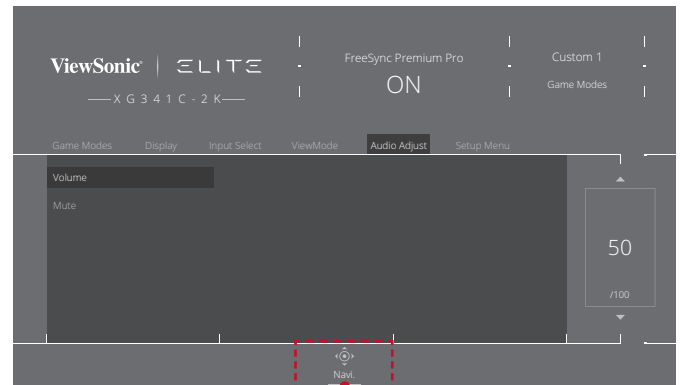 ViewSonic® ELITE
XG341C-2K
FreeSync Premium Pro
ON
Custom 1
Game Modes
Game Modes Display Input Select ViewMode Audio Adjust Setup Menu
Volume
Mute
50
/100
Navi.